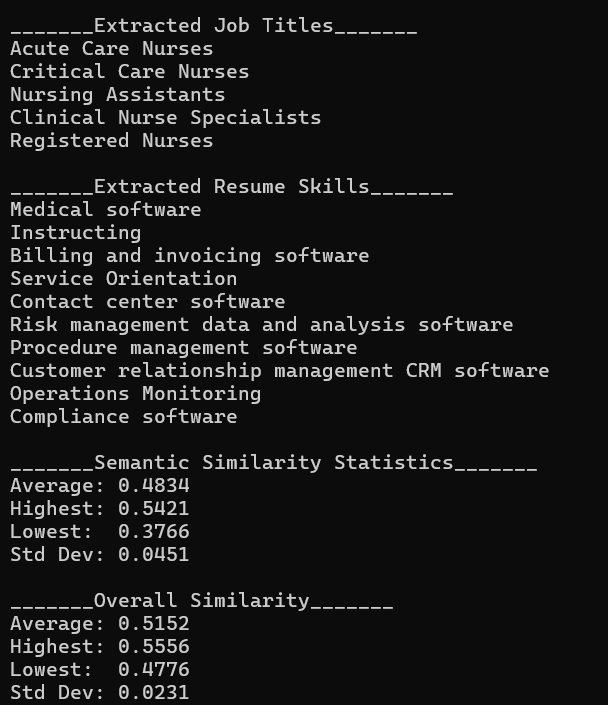 _______Extracted Job Titles_______
Acute Care Nurses
Critical Care Nurses
Nursing Assistants
Clinical Nurse Specialists
Registered Nurses

_______Extracted Resume Skills_______
Medical software
Instructing
Billing and invoicing software
Service Orientation
Contact center software
Risk management data and analysis software
Procedure management software
Customer relationship management CRM software
Operations Monitoring
Compliance software

_______Semantic Similarity Statistics_______
Average: 0.4834
Highest: 0.5421
Lowest:  0.3766
Std Dev: 0.0451

_______Overall Similarity_______
Average: 0.5152
Highest: 0.5556
Lowest:  0.4776
Std Dev: 0.0231